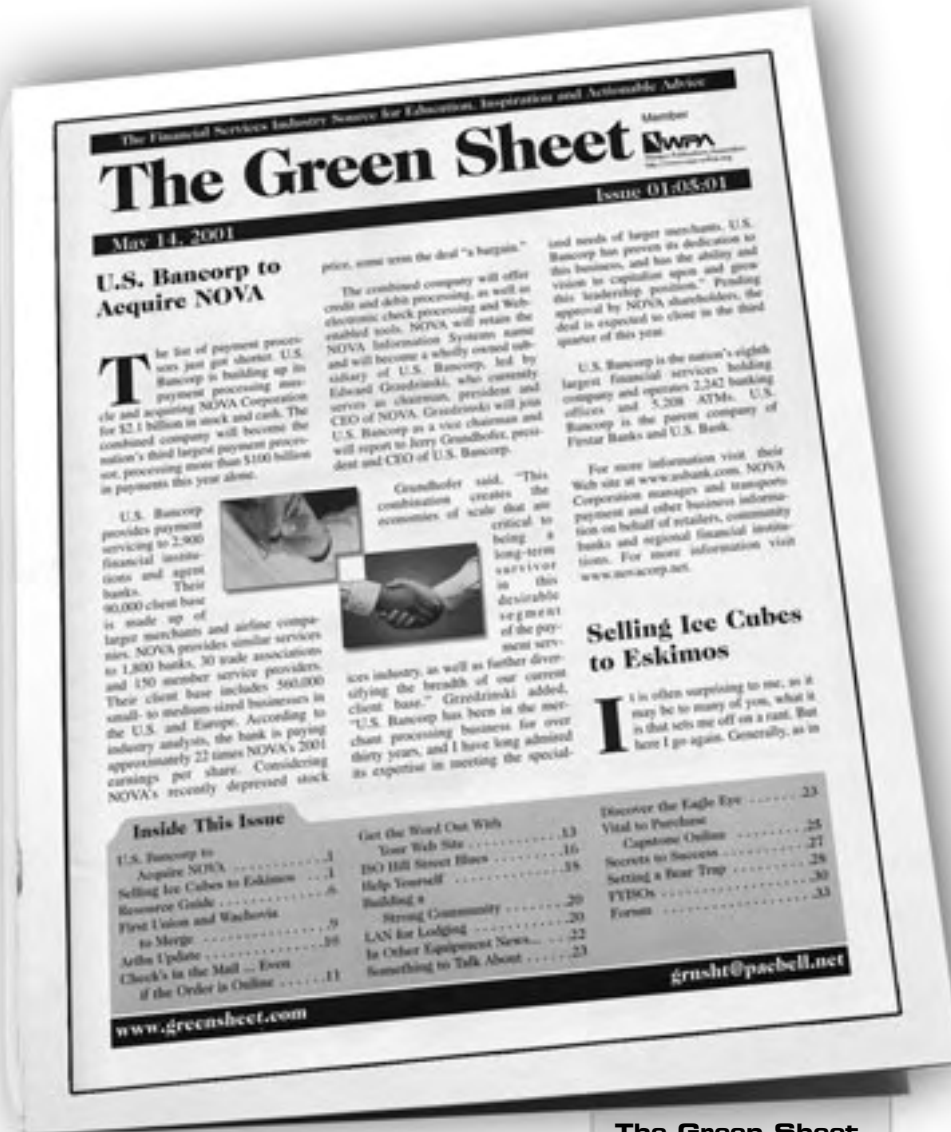 The Financial Services Industry Source for Education, Inspiration and Actionable Advice
The Green Sheet
Member
WPA
May 14, 2001
Issue 01:05:01
U.S. Bancorp to
Acquire NOVA
The list of payment proces-
sors just got shorter. U.S.
Bancorp is building up its
payment processing mus-
cle and acquiring NOVA Corporation
for $2.1 billion in stock and cash. The
combined company will become the
nation's third largest payment proces-
sor, processing more than $100 billion
in payments this year alone.
U.S. Bancorp
provides payment
servicing to 2,900
financial institu-
tions and agent
banks. Their
90,000 client base
is made up of
larger merchants and airline compa-
nies. NOVA provides similar services
to 1,800 banks, 30 trade associations
and 150 member service providers.
Their client base includes 560,000
small- to medium-sized businesses in
the U.S. and Europe. According to
industry analysis, the bank is paying
approximately 22 times NOVA's 2001
earnings per share. Considering
NOVA's recently depressed stock
price, some term the deal "a bargain."
The combined company will offer
credit and debit processing, as well as
electronic check processing and Web-
enabled tools. NOVA will retain the
NOVA Information Systems name
and will become a wholly owned sub-
sidiary of U.S. Bancorp, led by
Edward Grzedzinski, who currently
serves as chairman, president and
CEO of NOVA. Grzedzinski will join
U.S. Bancorp as a vice chairman and
will report to Jerry Grundhofer, presi-
dent and CEO of U.S. Bancorp.
Grundhofer said, "This
combination creates the
economies of scale that are
critical to
being a
long-term
survivor
in this
desirable
segment
of the pay-
ment serv-
ices industry, as well as further diver-
sifying the breadth of our current
client base." Grzedzinski added,
"U.S. Bancorp has been in the mer-
chant processing business for over
thirty years, and I have long admired
its expertise in meeting the special-
ized needs of larger merchants. U.S.
Bancorp has proven its dedication to
this business, and has the ability and
vision to capitalize upon and grow
this leadership position." Pending
approval by NOVA shareholders, the
deal is expected to close in the third
quarter of this year.
U.S. Bancorp is the nation's eighth
largest financial services holding
company and operates 2,242 banking
offices and 5,208 ATMs. U.S.
Bancorp is the parent company of
Firstar Banks and U.S. Bank.
For more information visit their
Web site at www.usbank.com. NOVA
Corporation manages and transports
payment and other business informa-
tion on behalf of retailers, community
banks and regional financial institu-
tions. For more information visit
www.novacorp.net.
Selling Ice Cubes
to Eskimos
It is often surprising to me, as it
may be to many of you, what it
is that sets me off on a rant. But
here I go again. Generally, as in
Inside This Issue
U.S. Bancorp to
Acquire NOVA ............1
Selling Ice Cubes to Eskimos ...1
Resource Guide ............6
First Union and Wachovia
to Merge ............9
Ariba Update ............10
Check's in the Mail ... Even
if the Order is Online ......11
Get the Word Out With
Your Web Site ............13
ISO Hill Street Blues .........16
Help Yourself ............18
Building a
Strong Community ........20
LAN for Lodging ............20
In Other Equipment News... ...22
Something to Talk About .....23
Discover the Eagle Eye .......23
Vital to Purchase
Capstone Online .........25
Secrets to Success ..........27
Setting a Bear Trap .........28
FYISOs ............30
Forum ............33
www.greensheet.com
grnsht@pacbell.net
The Green Sheet